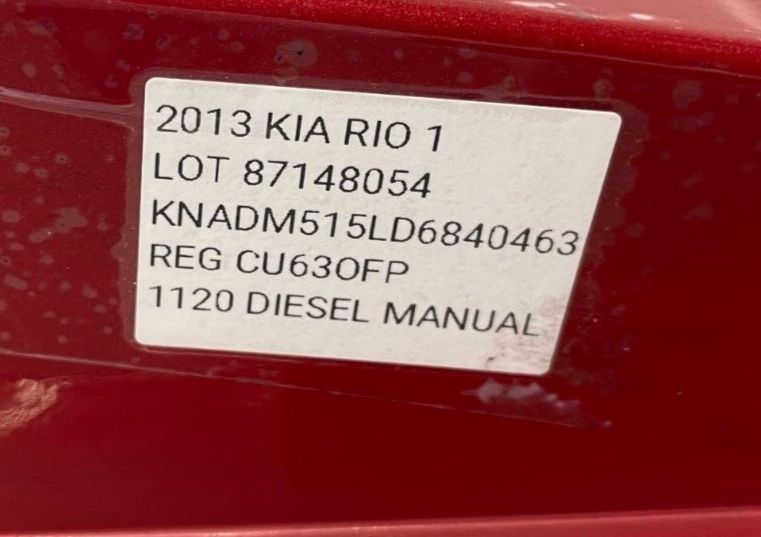 2013 KIA RIO 1
LOT 87148054
KNADM515LD6840463
REG CU63OFP
1120 DIESEL MANUAL